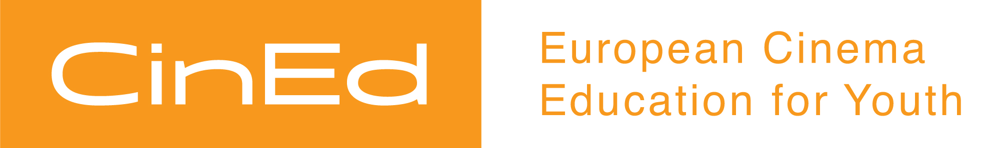 CinEd
European Cinema
Education for Youth